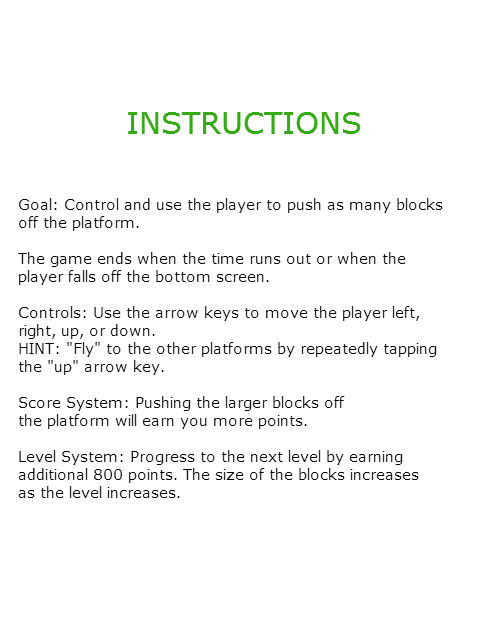 INSTRUCTIONS
Goal: Control and use the player to push as many blocks
off the platform.
The game ends when the time runs out or when the
player falls off the bottom screen.
Controls: Use the arrow keys to move the player left,
right, up, or down.
HINT: "Fly" to the other platforms by repeatedly tapping
the "up" arrow key.
Score System: Pushing the larger blocks off
the platform will earn you more points.
Level System: Progress to the next level by earning
additional 800 points. The size of the blocks increases
as the level increases.